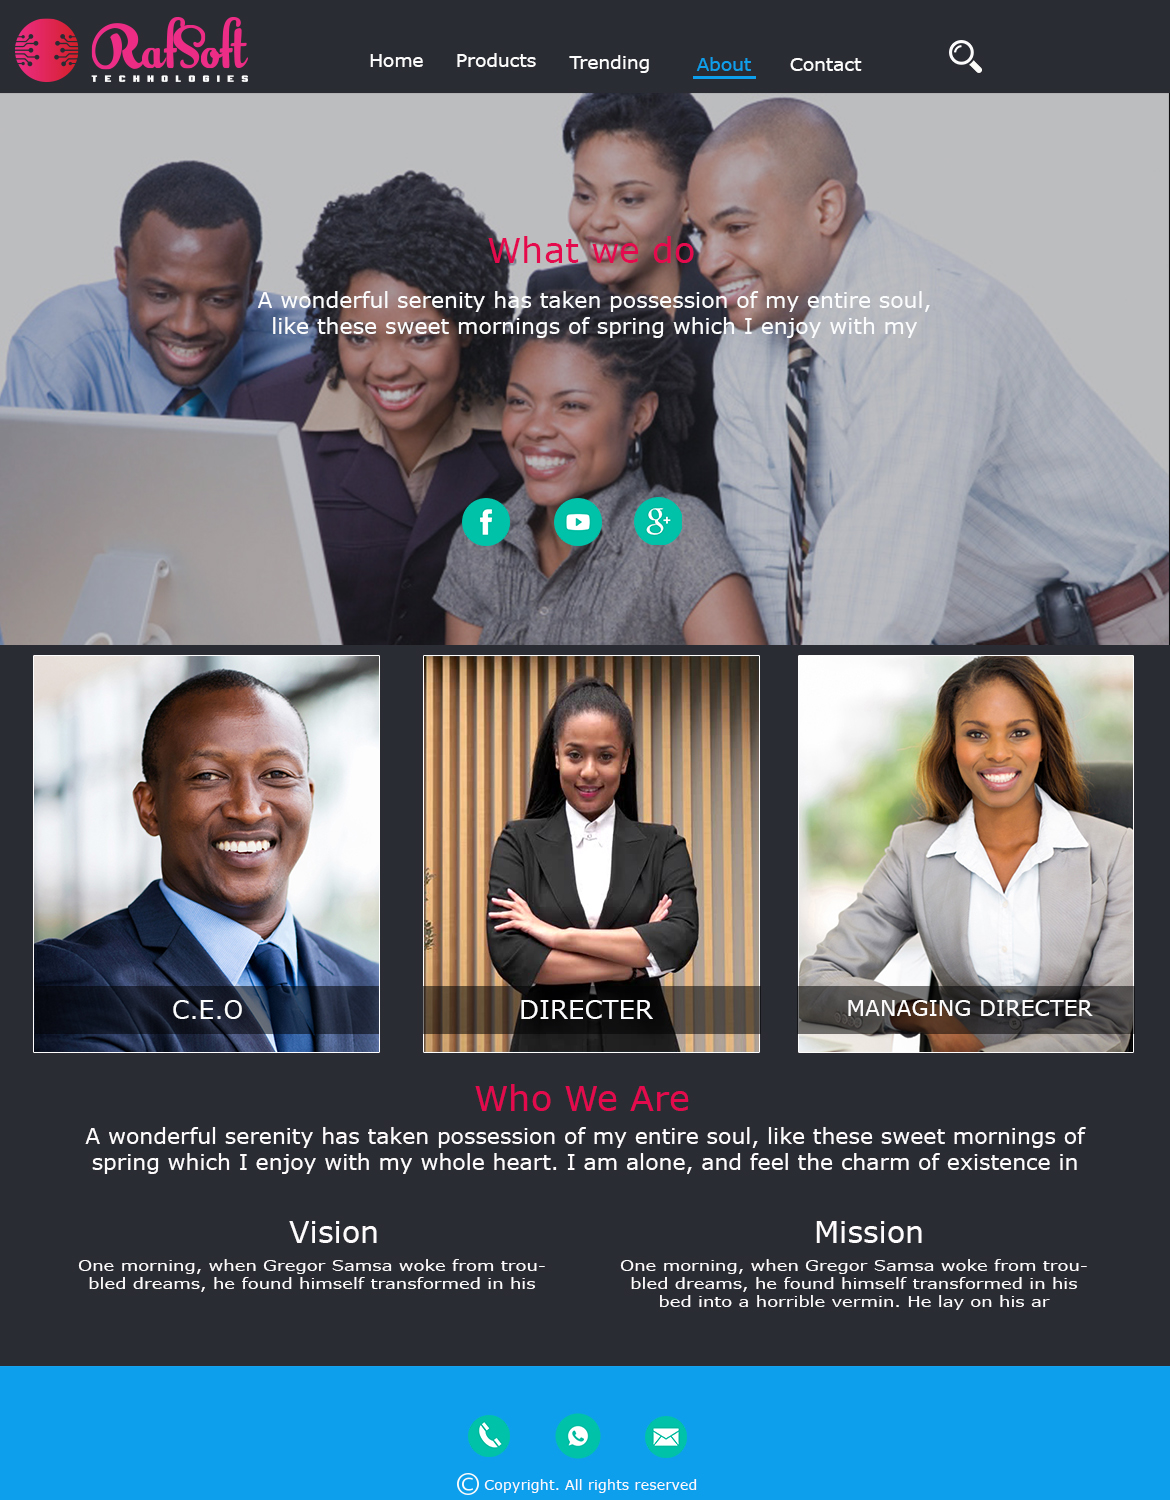 RafSoft
TECHNOLOGIES
Home Products Trending About Contact
What we do
A wonderful serenity has taken possession of my entire soul,
like these sweet mornings of spring which I enjoy with my
C.E.O
DIRECTER
MANAGING DIRECTER
Who We Are
A wonderful serenity has taken possession of my entire soul, like these sweet mornings of
spring which I enjoy with my whole heart. I am alone, and feel the charm of existence in
Vision
One morning, when Gregor Samsa woke from trou-
bled dreams, he found himself transformed in his
Mission
One morning, when Gregor Samsa woke from trou-
bled dreams, he found himself transformed in his
bed into a horrible vermin. He lay on his ar
© Copyright. All rights reserved